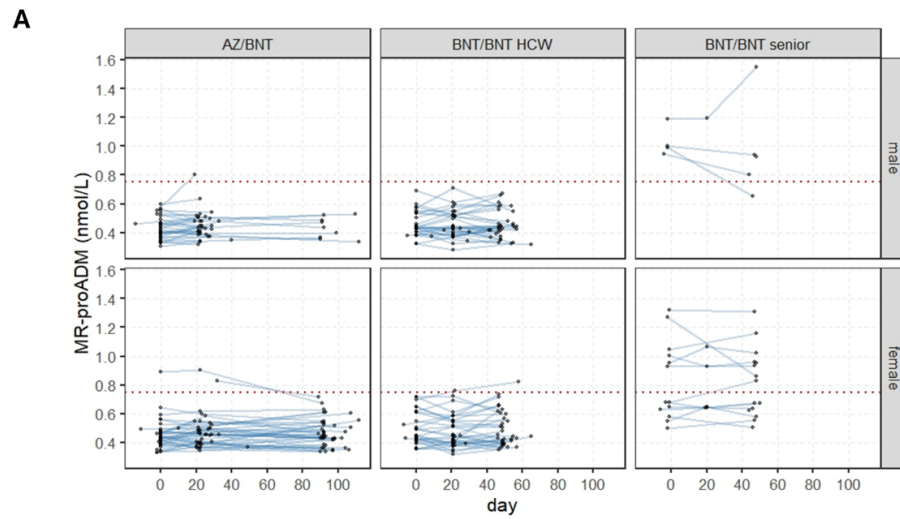 A
AZ/BNT BNT/BNT HCW BNT/BNT senior
1.6
1.4
1.2
1.0
0.8
0.6
0.4
male
1.6
1.4
1.2
1.0
0.8
0.6
0.4
female
MR-proADM (nmol/L)
0 20 40 60 80 100 0 20 40 60 80 100 0 20 40 60 80 100
day